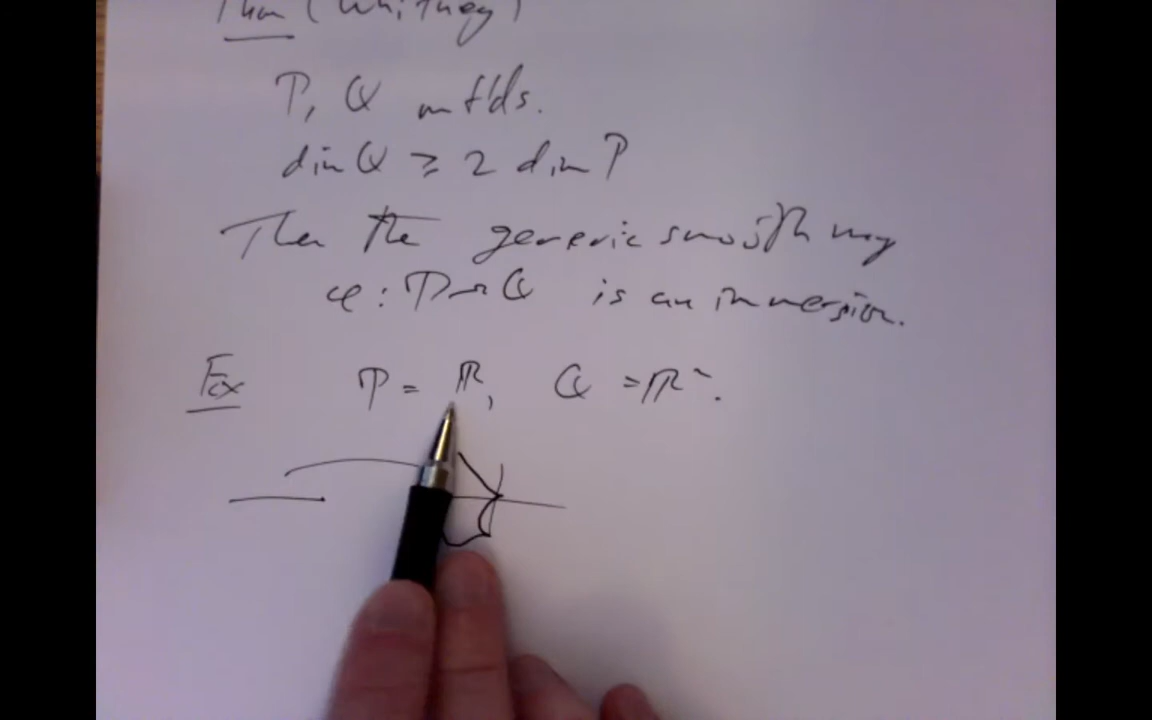 Thm (Whitney)
P, Q mflds.
dim Q ≥ 2 dim P
Then the generic smooth map
φ: P → Q is an immersion.
Ex P = ℝ, Q = ℝ².